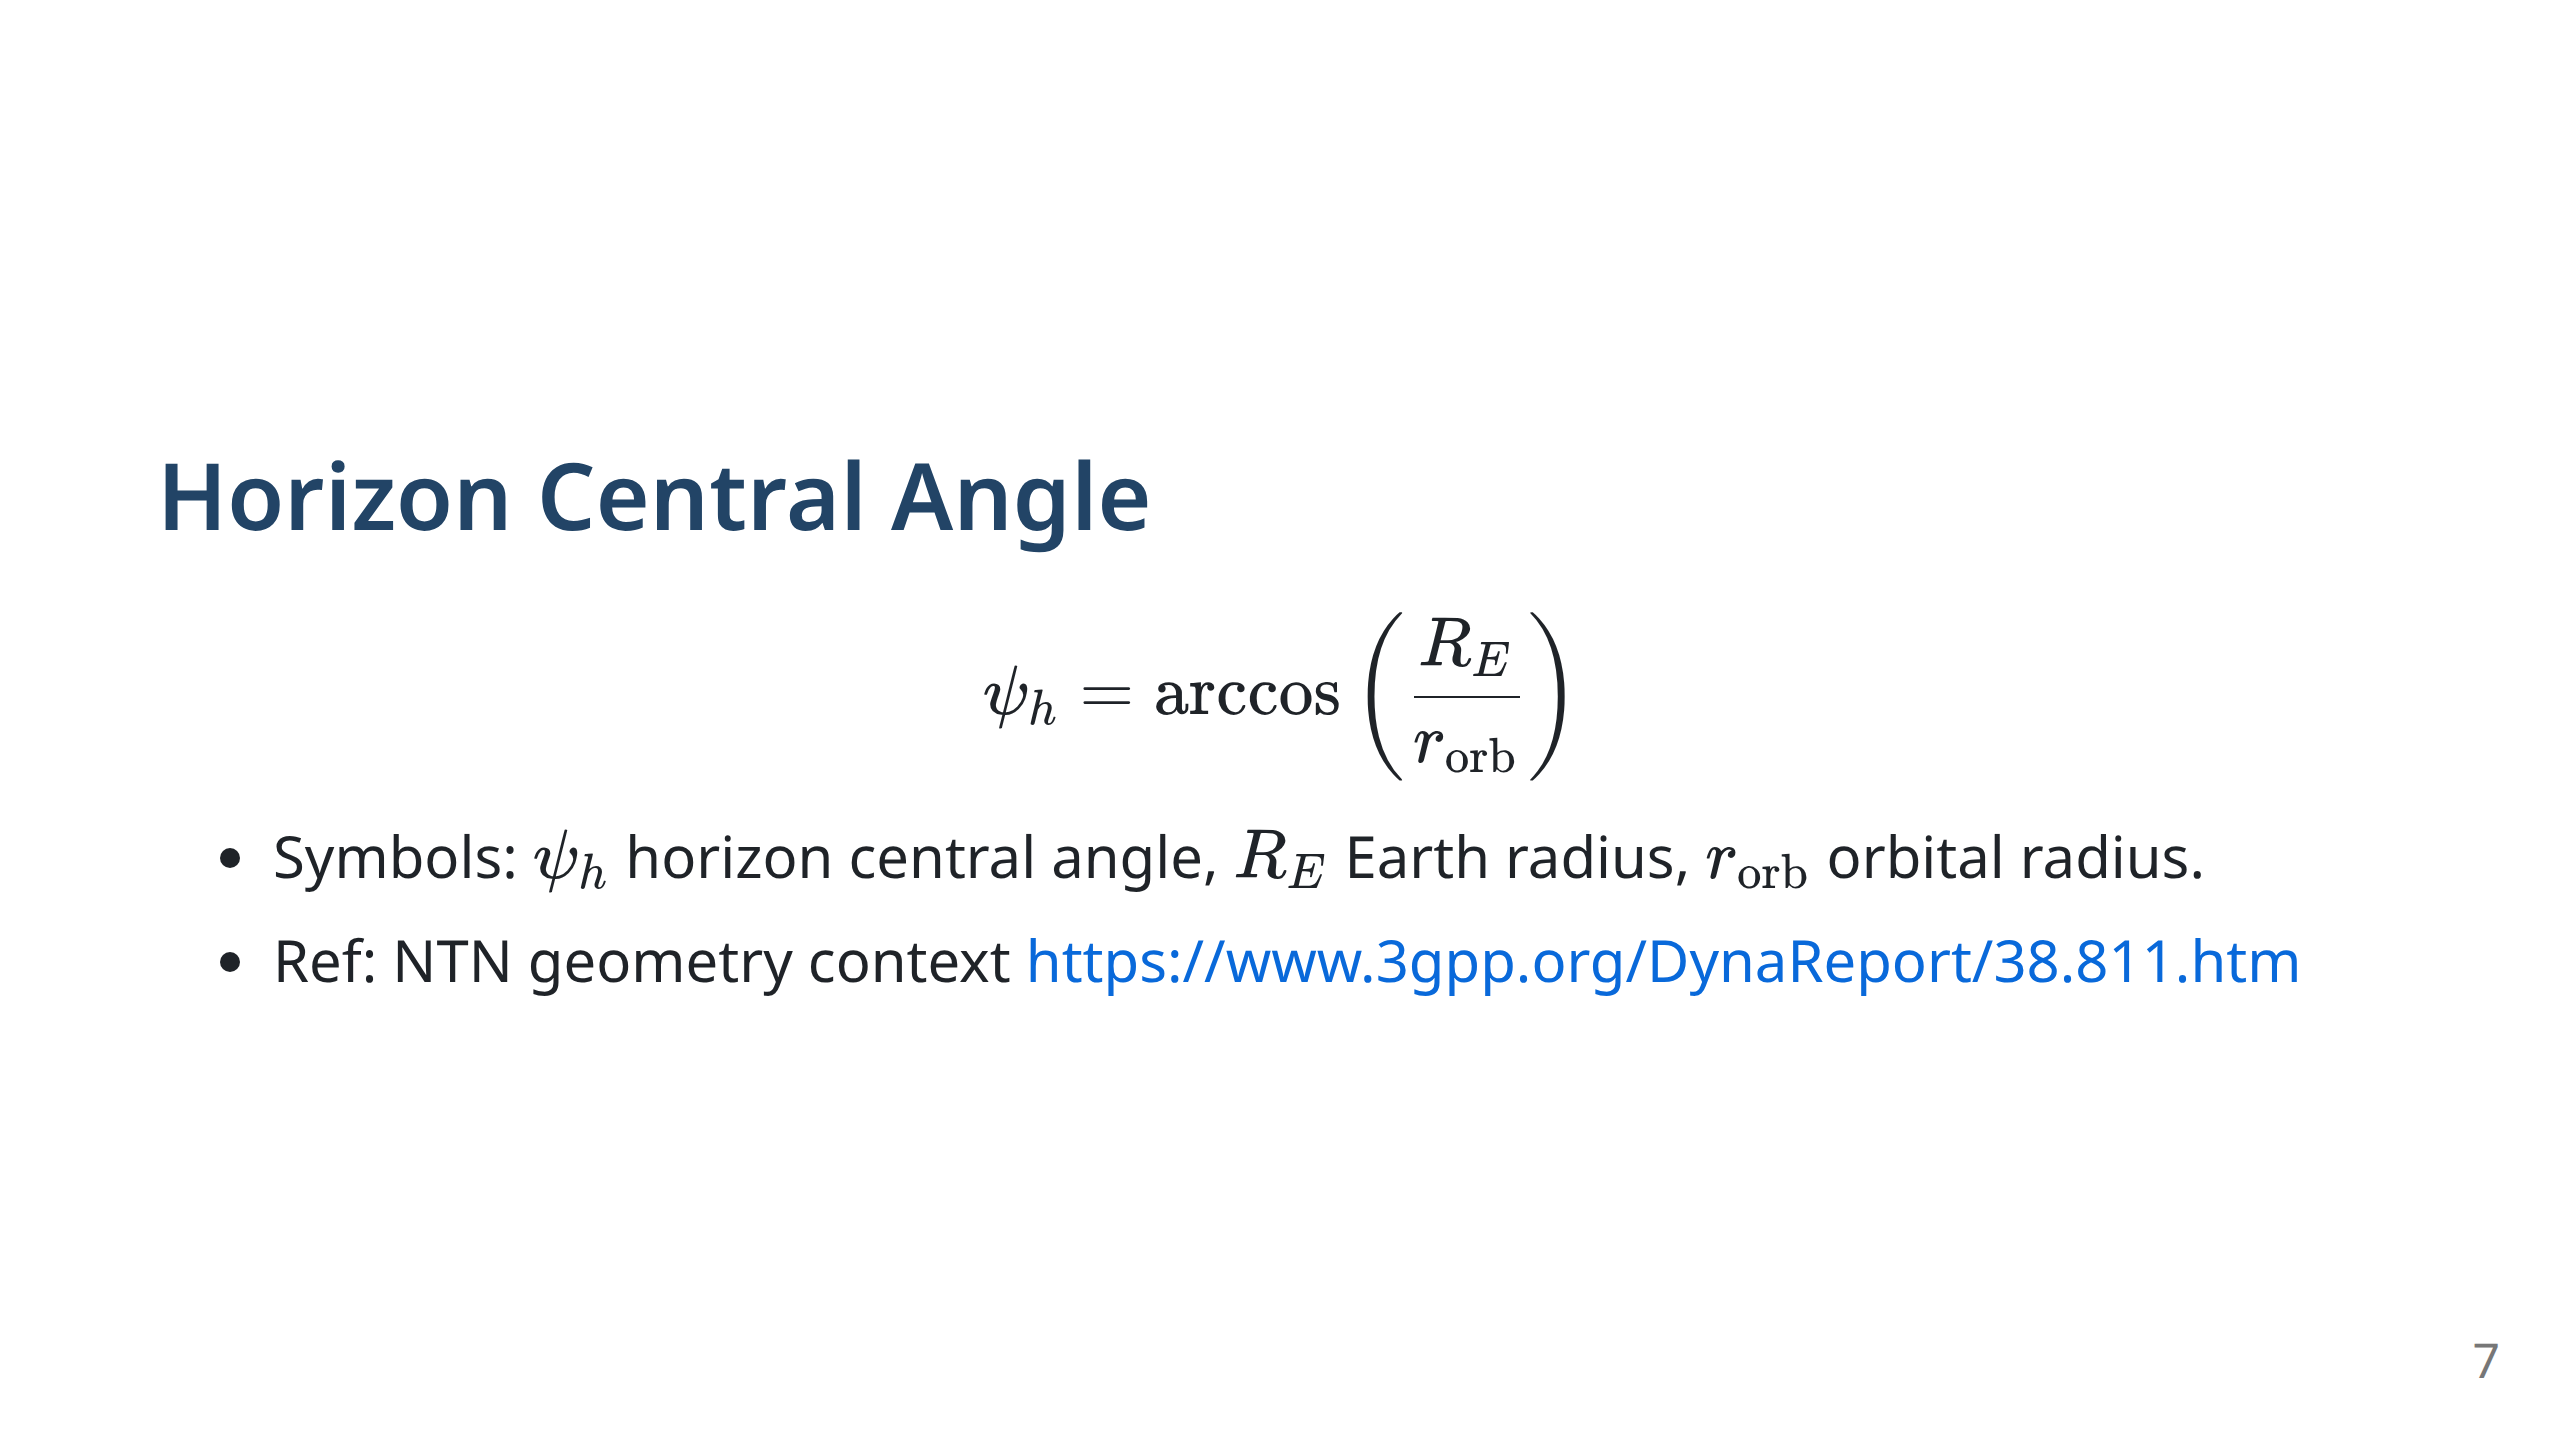 Horizon Central Angle
ψ_h = arccos (R_E / r_orb)
• Symbols: ψ_h horizon central angle, R_E Earth radius, r_orb orbital radius.
• Ref: NTN geometry context https://www.3gpp.org/DynaReport/38.811.htm
7